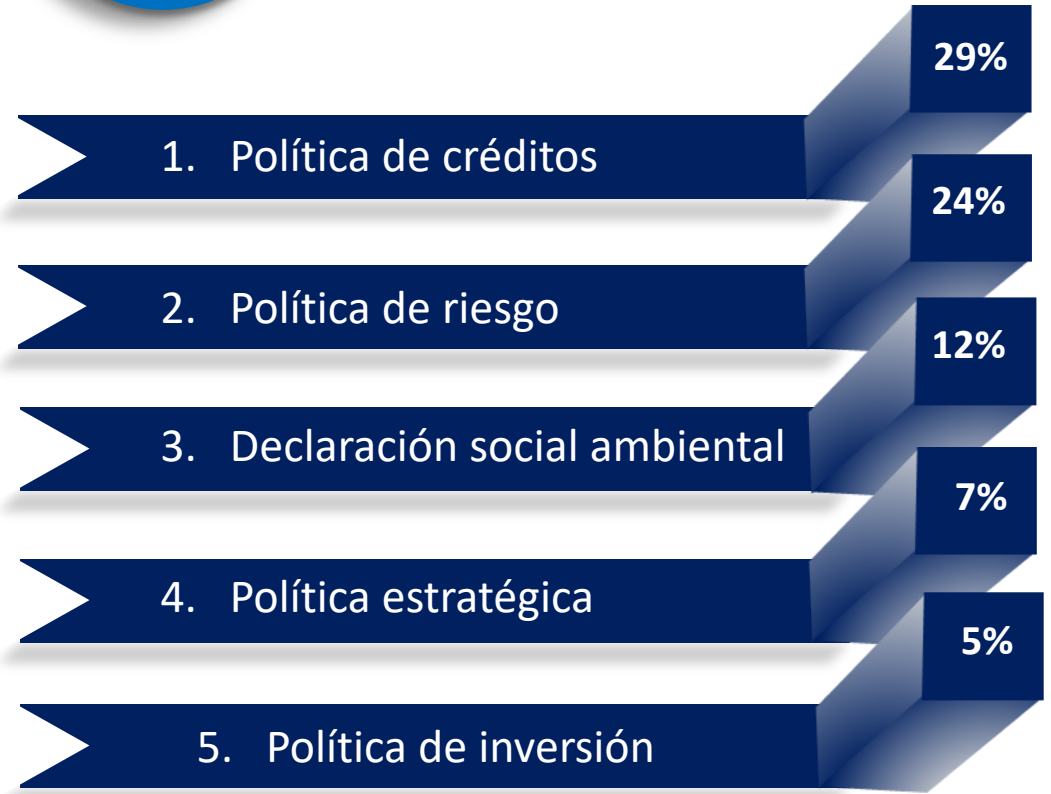 29%
1. Política de créditos
24%
2. Política de riesgo
12%
3. Declaración social ambiental
7%
4. Política estratégica
5%
5. Política de inversión